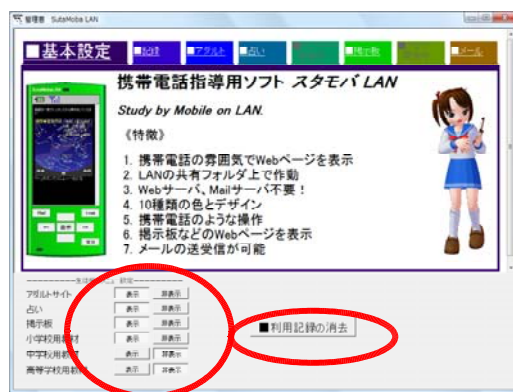 管理者 SutaMoba LAN
■基本設定 ■記録 ■アダルト ■占い ■掲示板 ■メール
携帯電話指導用ソフト スタモバ LAN
Study by Mobile on LAN.
《特徴》
1. 携帯電話の雰囲気でWebページを表示
2. LANの共有フォルダ上で作動
3. Webサーバ、Mailサーバ不要！
4. 10種類の色とデザイン
5. 携帯電話のような操作
6. 掲示板などのWebページを表示
7. メールの送受信が可能
設定
アダルトサイト 表示 非表示
占い 表示 非表示
掲示板 表示 非表示
小学校用教材 表示 非表示
中学校用教材 表示 非表示
高等学校用教材 表示 非表示
■利用記録の消去